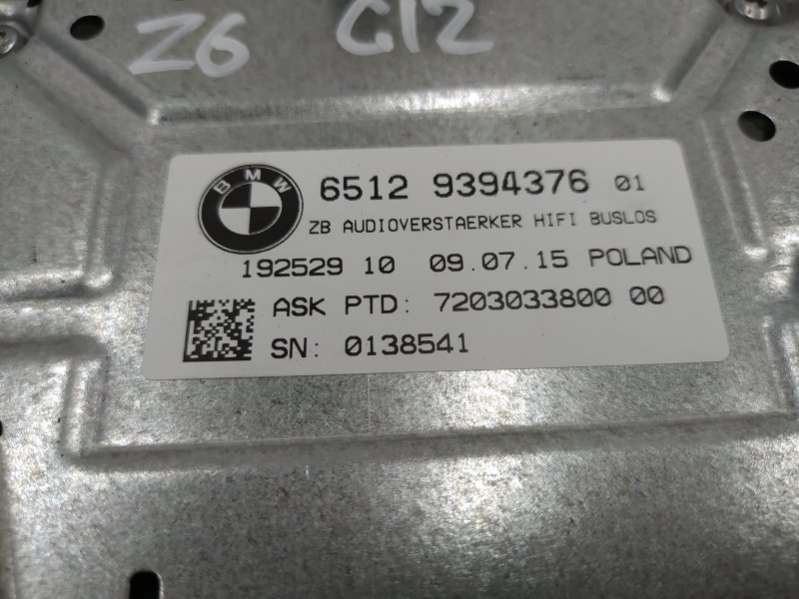 Z6 G12
BMW
6512 9394376 01
ZB AUDIOVERSTAERKER HIFI BUSLOS
192529 10 09.07.15 POLAND
ASK PTD: 7203033800 00
SN: 0138541